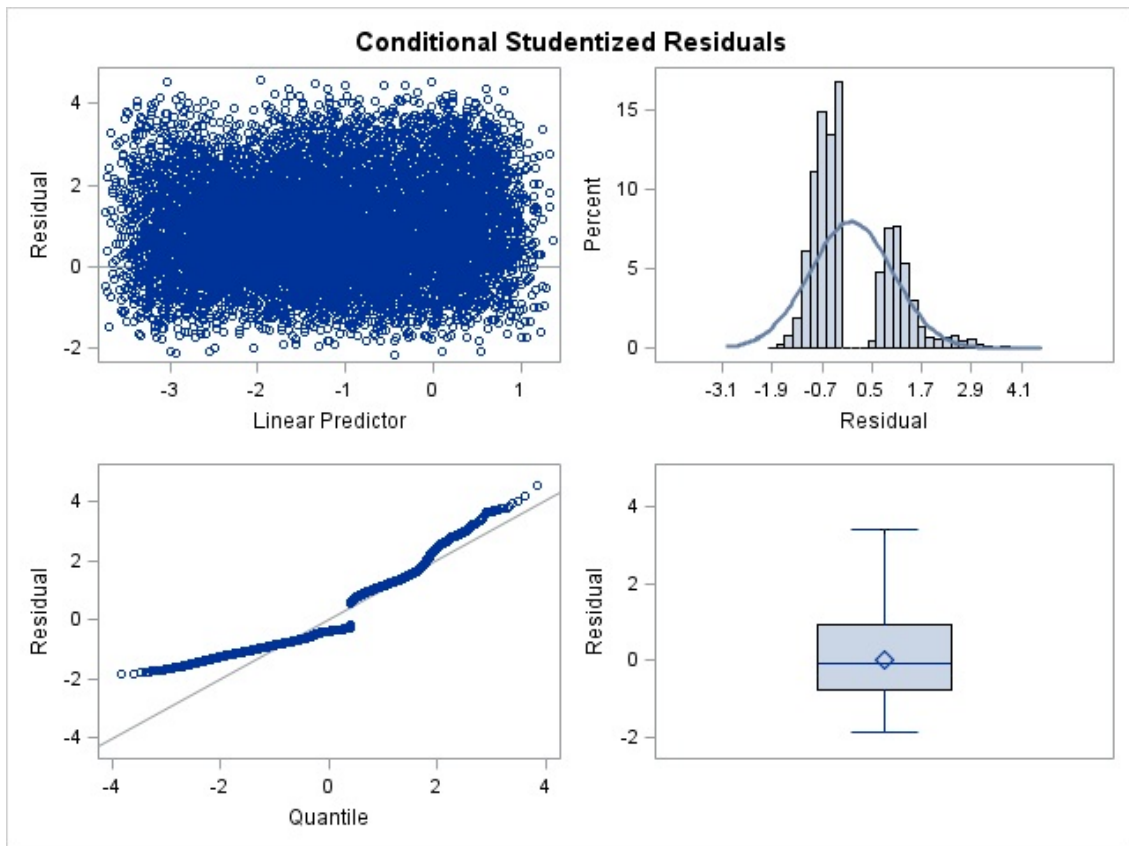 Conditional Studentized Residuals
4
2
0
-2
Residual
-3 -2 -1 0 1
Linear Predictor
15
10
5
0
Percent
-3.1 -1.9 -0.7 0.5 1.7 2.9 4.1
Residual
4
2
0
-2
-4
Residual
-4 -2 0 2 4
Quantile
4
2
0
-2
Residual